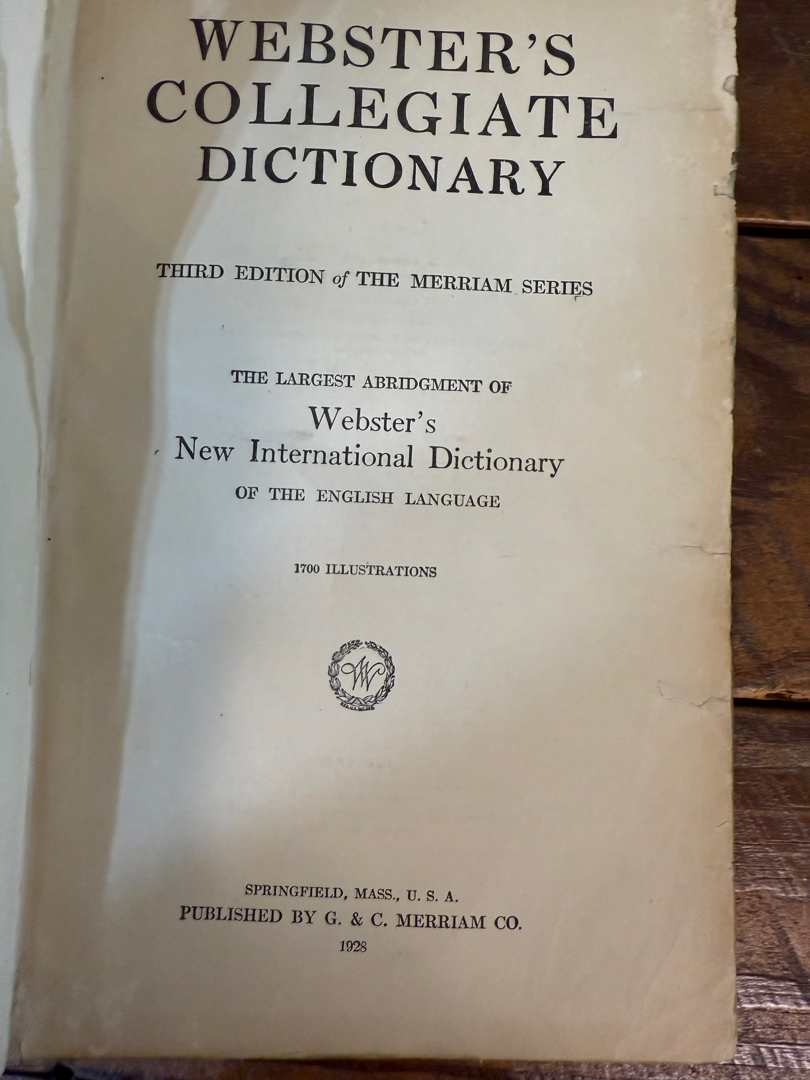 WEBSTER'S
COLLEGIATE
DICTIONARY
THIRD EDITION of THE MERRIAM SERIES
THE LARGEST ABRIDGMENT OF
Webster's
New International Dictionary
OF THE ENGLISH LANGUAGE
1700 ILLUSTRATIONS
W
SPRINGFIELD, MASS., U. S. A.
PUBLISHED BY G. & C. MERRIAM CO.
1928